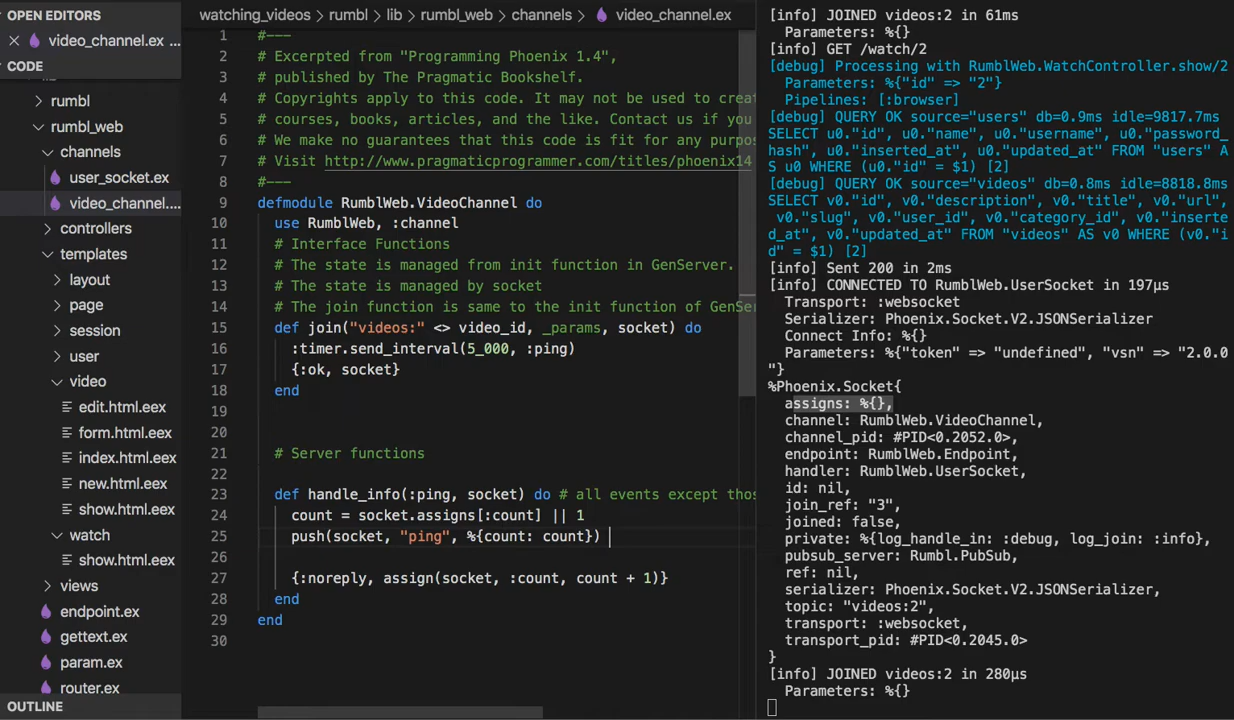 OPEN EDITORS
video_channel.ex ...
CODE
rumbl
rumbl_web
channels
user_socket.ex
video_channel....
controllers
templates
layout
page
session
user
video
edit.html.eex
form.html.eex
index.html.eex
new.html.eex
show.html.eex
watch
show.html.eex
views
endpoint.ex
gettext.ex
param.ex
router.ex
OUTLINE
watching_videos > rumbl > lib > rumbl_web > channels > video_channel.ex
1 #---
2 # Excerpted from "Programming Phoenix 1.4",
3 # published by The Pragmatic Bookshelf.
4 # Copyrights apply to this code. It may not be used to crea
5 # courses, books, articles, and the like. Contact us if you
6 # We make no guarantees that this code is fit for any purpo
7 # Visit http://www.pragmaticprogrammer.com/titles/phoenix14
8 #---
9 defmodule RumblWeb.VideoChannel do
10 use RumblWeb, :channel
11 # Interface Functions
12 # The state is managed from init function in GenServer.
13 # The state is managed by socket
14 # The join function is same to the init function of GenSe
15 def join("videos:" <> video_id, _params, socket) do
16 :timer.send_interval(5_000, :ping)
17 {:ok, socket}
18 end
19
20
21 # Server functions
22
23 def handle_info(:ping, socket) do # all events except thos
24 count = socket.assigns[:count] || 1
25 push(socket, "ping", %{count: count})
26
27 {:noreply, assign(socket, :count, count + 1)}
28 end
29 end
30
[info] JOINED videos:2 in 61ms
Parameters: %{}
[info] GET /watch/2
[debug] Processing with RumblWeb.WatchController.show/2
Parameters: %{"id" => "2"}
Pipelines: [:browser]
[debug] QUERY OK source="users" db=0.9ms idle=9817.7ms
SELECT u0."id", u0."name", u0."username", u0."password_
hash", u0."inserted_at", u0."updated_at" FROM "users" A
S u0 WHERE (u0."id" = $1) [2]
[debug] QUERY OK source="videos" db=0.8ms idle=8818.8ms
SELECT v0."id", v0."description", v0."title", v0."url",
v0."slug", v0."user_id", v0."category_id", v0."inserte
d_at", v0."updated_at" FROM "videos" AS v0 WHERE (v0."i
d" = $1) [2]
[info] Sent 200 in 2ms
[info] CONNECTED TO RumblWeb.UserSocket in 197µs
Transport: :websocket
Serializer: Phoenix.Socket.V2.JSONSerializer
Connect Info: %{}
Parameters: %{"token" => "undefined", "vsn" => "2.0.0
"}
%Phoenix.Socket{
assigns: %{},
channel: RumblWeb.VideoChannel,
channel_pid: #PID<0.2052.0>,
endpoint: RumblWeb.Endpoint,
handler: RumblWeb.UserSocket,
id: nil,
join_ref: "3",
joined: false,
private: %{log_handle_in: :debug, log_join: :info},
pubsub_server: Rumbl.PubSub,
ref: nil,
serializer: Phoenix.Socket.V2.JSONSerializer,
topic: "videos:2",
transport: :websocket,
transport_pid: #PID<0.2045.0>
}
[info] JOINED videos:2 in 280µs
Parameters: %{}